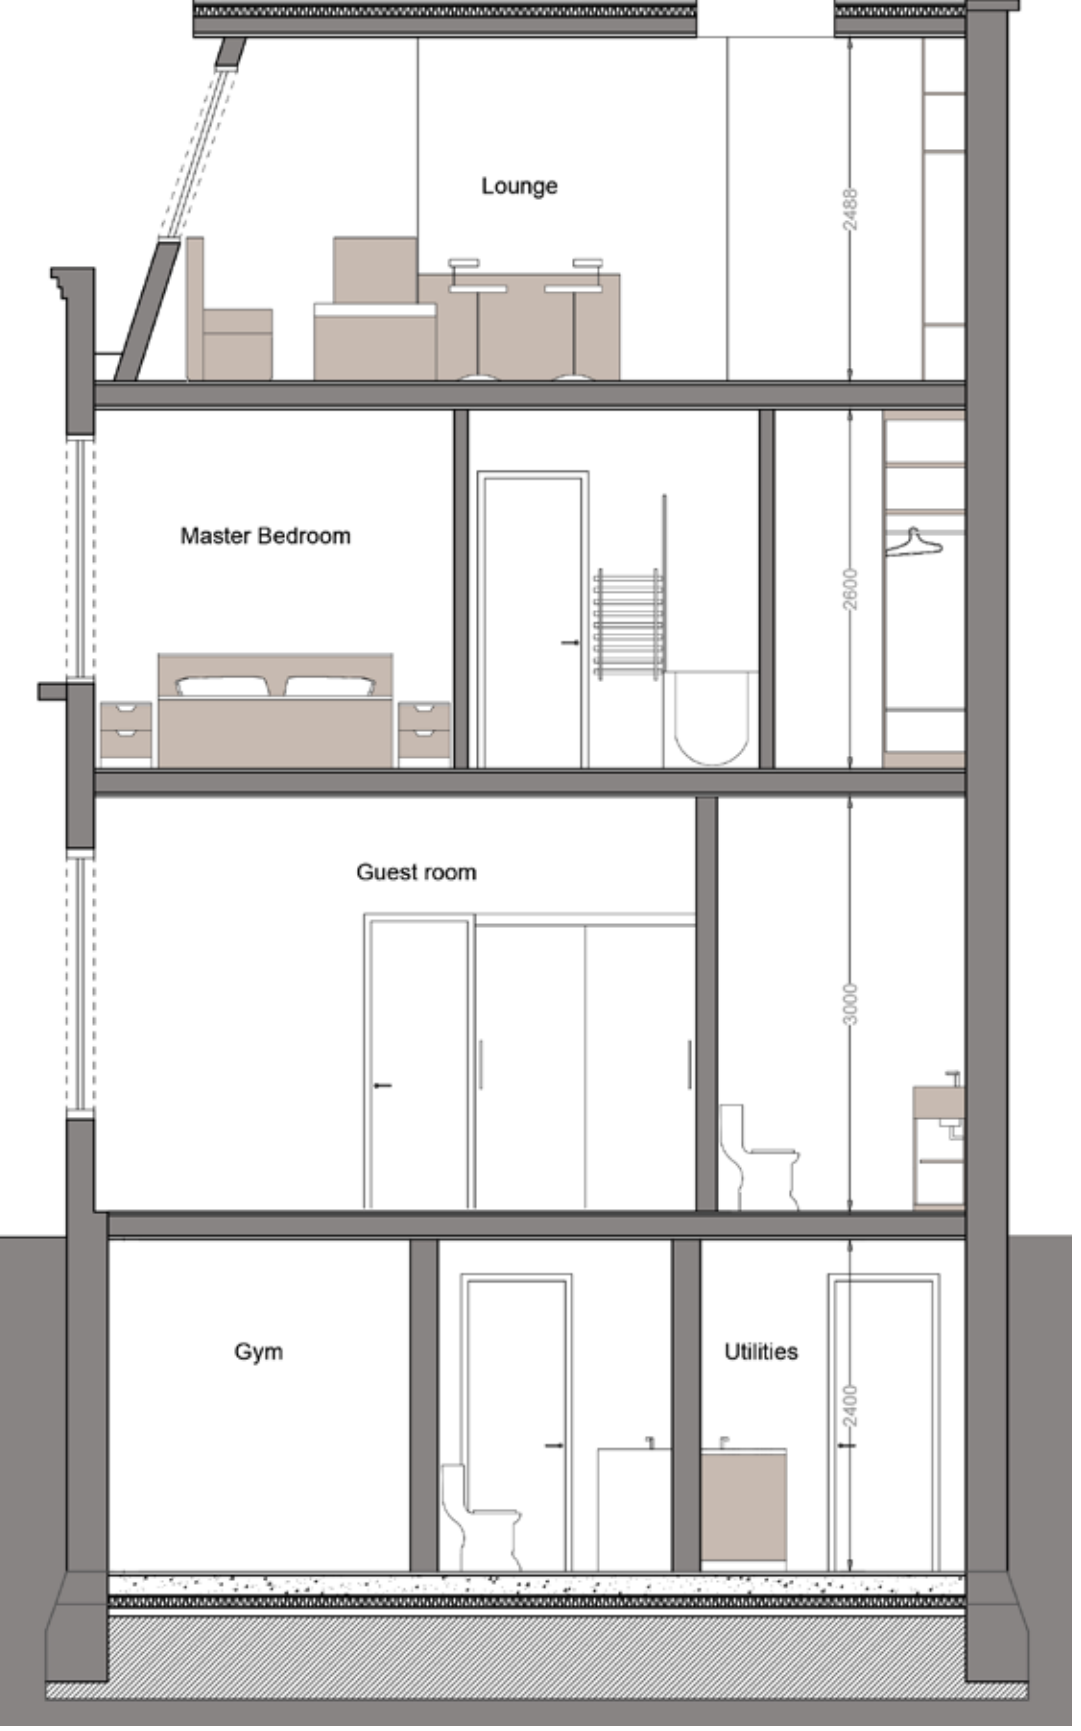 Lounge
2488
Master Bedroom
2600
Guest room
3000
Gym
Utilities
2400